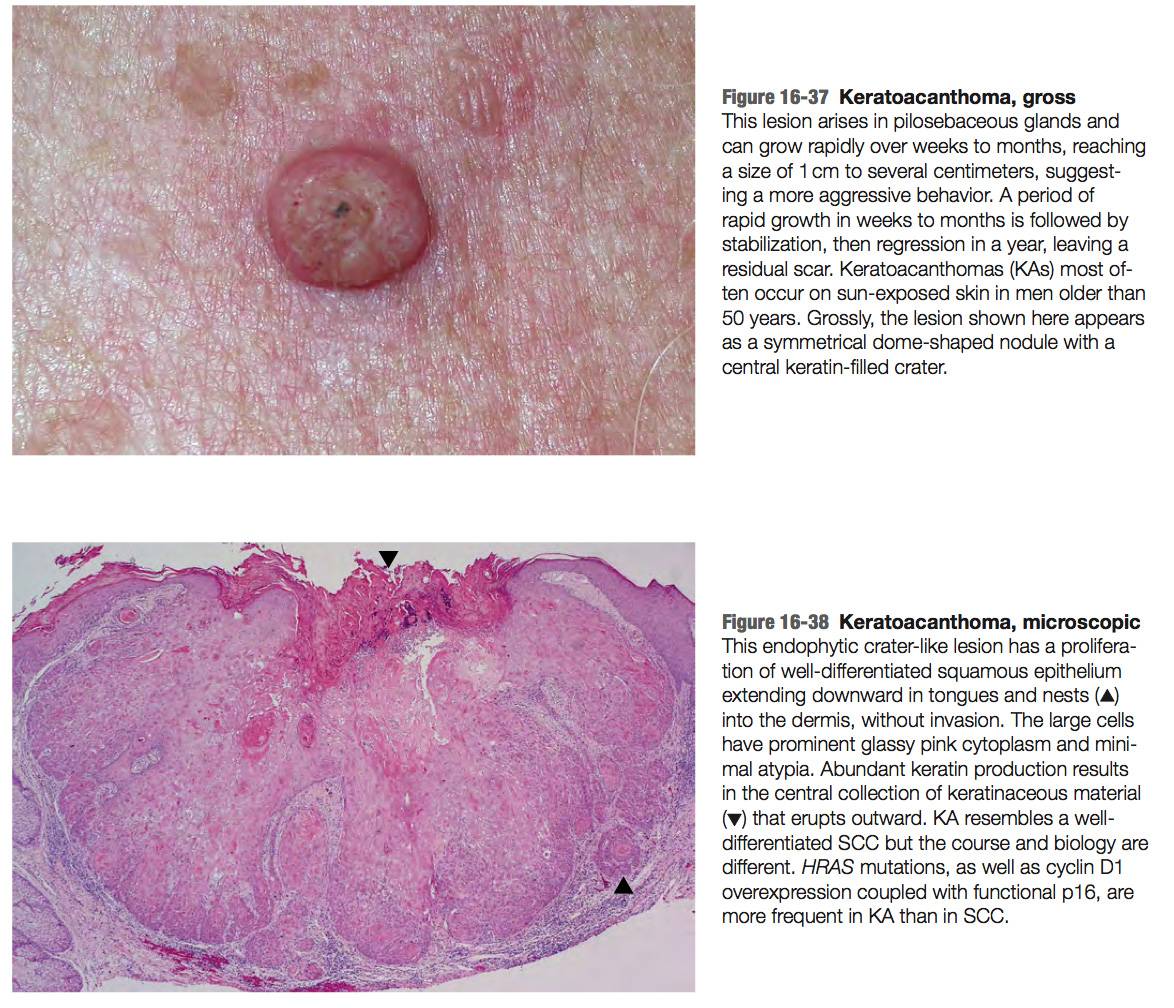 Figure 16-37 Keratoacanthoma, gross
This lesion arises in pilosebaceous glands and
can grow rapidly over weeks to months, reaching
a size of 1 cm to several centimeters, suggest-
ing a more aggressive behavior. A period of
rapid growth in weeks to months is followed by
stabilization, then regression in a year, leaving a
residual scar. Keratoacanthomas (KAs) most of-
ten occur on sun-exposed skin in men older than
50 years. Grossly, the lesion shown here appears
as a symmetrical dome-shaped nodule with a
central keratin-filled crater.
Figure 16-38 Keratoacanthoma, microscopic
This endophytic crater-like lesion has a prolifera-
tion of well-differentiated squamous epithelium
extending downward in tongues and nests (▲)
into the dermis, without invasion. The large cells
have prominent glassy pink cytoplasm and mini-
mal atypia. Abundant keratin production results
in the central collection of keratinaceous material
(▼) that erupts outward. KA resembles a well-
differentiated SCC but the course and biology are
different. HRAS mutations, as well as cyclin D1
overexpression coupled with functional p16, are
more frequent in KA than in SCC.